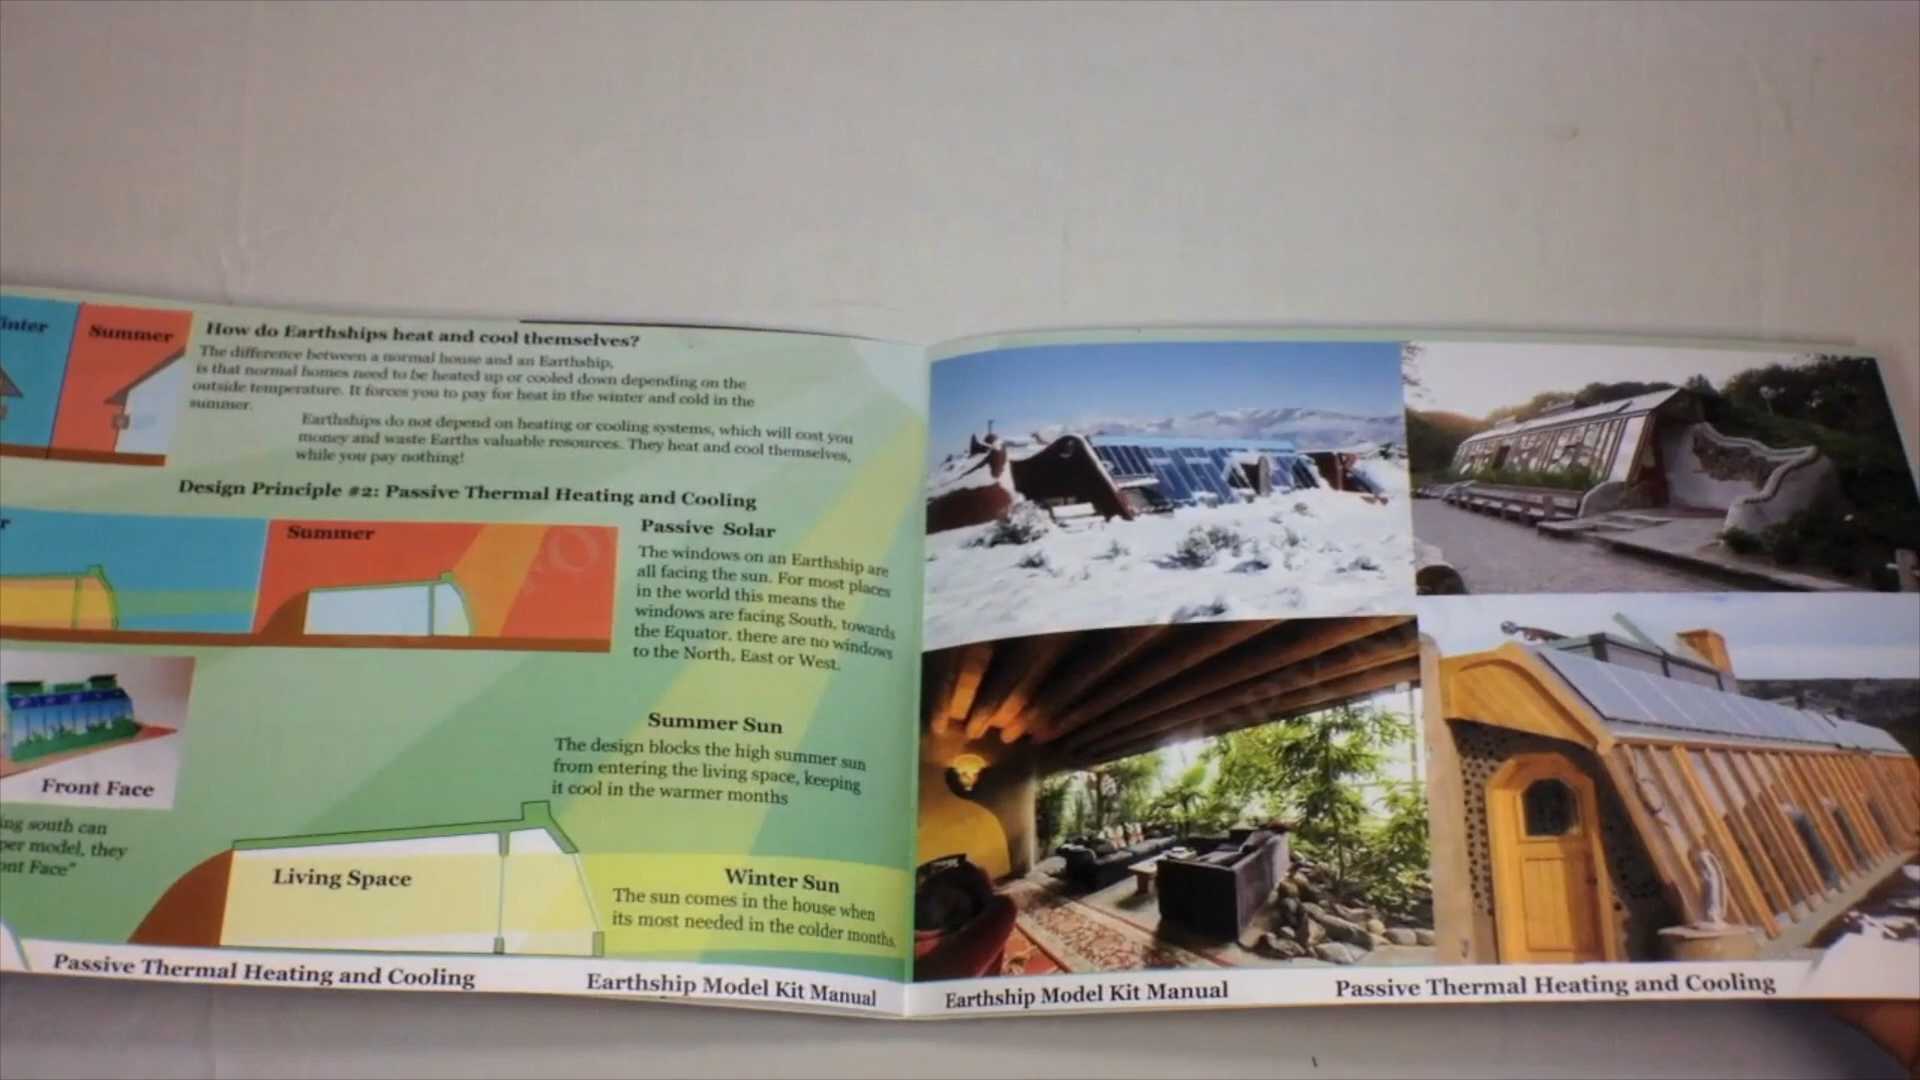 Summer
How do Earthships heat and cool themselves?
The difference between a normal house and an Earthship,
is that normal homes need to be heated up or cooled down depending on the
outside temperature. It forces you to pay for heat in the winter and cold in the
summer.
Earthships do not depend on heating or cooling systems, which will cost you
money and waste Earths valuable resources. They heat and cool themselves,
while you pay nothing!
Design Principle #2: Passive Thermal Heating and Cooling
Summer
Passive Solar
The windows on an Earthship are
all facing the sun. For most places
in the world this means the
windows are facing South, towards
the Equator. there are no windows
to the North, East or West.
Front Face
ing south can
per model, they
ont Face"
Summer Sun
The design blocks the high summer sun
from entering the living space, keeping
it cool in the warmer months
Living Space
Winter Sun
The sun comes in the house when
its most needed in the colder months.
Passive Thermal Heating and Cooling
Earthship Model Kit Manual
Earthship Model Kit Manual
Passive Thermal Heating and Cooling